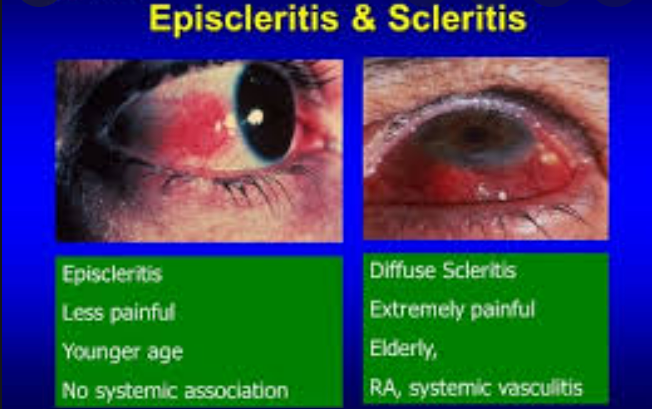 Episcleritis & Scleritis
Episcleritis
Less painful
Younger age
No systemic association
Diffuse Scleritis
Extremely painful
Elderly,
RA, systemic vasculitis